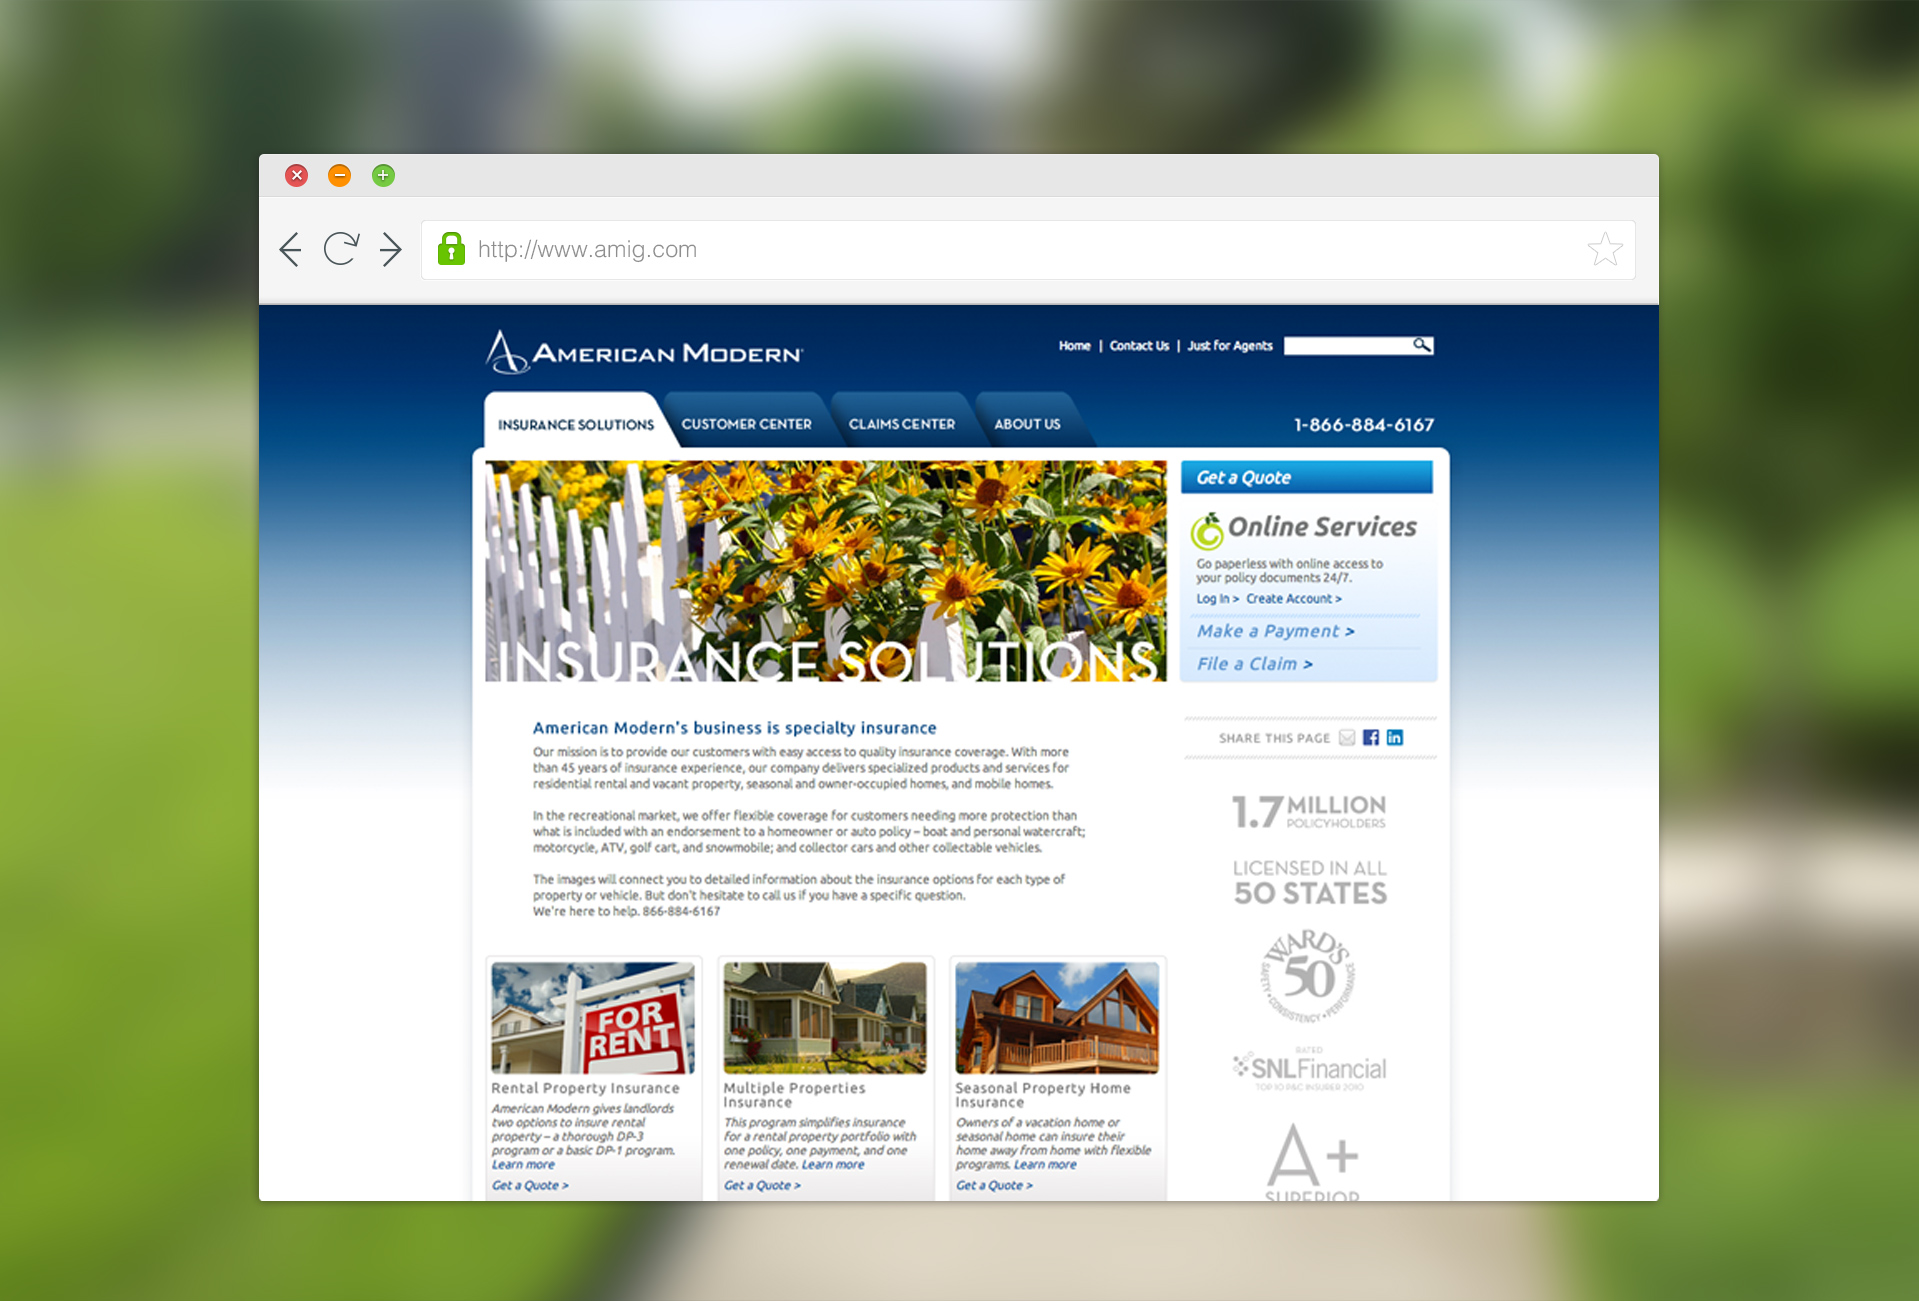 http://www.amig.com
AMERICAN MODERN
Home | Contact Us | Just for Agents
INSURANCE SOLUTIONS
CUSTOMER CENTER
CLAIMS CENTER
ABOUT US
1-866-884-6167
INSURANCE SOLUTIONS
Get a Quote
Online Services
Go paperless with online access to
your policy documents 24/7.
Log In > Create Account >
Make a Payment >
File a Claim >
American Modern's business is specialty insurance
Our mission is to provide our customers with easy access to quality insurance coverage. With more
than 45 years of insurance experience, our company delivers specialized products and services for
residential rental and vacant property, seasonal and owner-occupied homes, and mobile homes.
In the recreational market, we offer flexible coverage for customers needing more protection than
what is included with an endorsement to a homeowner or auto policy – boat and personal watercraft;
motorcycle, ATV, golf cart, and snowmobile; and collector cars and other collectable vehicles.
The images will connect you to detailed information about the insurance options for each type of
property or vehicle. But don't hesitate to call us if you have a specific question.
We're here to help. 866-884-6167
SHARE THIS PAGE
1.7 MILLION
POLICYHOLDERS
LICENSED IN ALL
50 STATES
WARD'S
50
SAFETY • CONSISTENCY • PERFORMANCE
RATED
SNLFinancial
TOP 10 P&C INSURER 2010
A+
SUPERIOR
FOR
RENT
Rental Property Insurance
American Modern gives landlords
two options to insure rental
property – a thorough DP-3
program or a basic DP-1 program.
Learn more
Get a Quote >
Multiple Properties
Insurance
This program simplifies insurance
for a rental property portfolio with
one policy, one payment, and one
renewal date. Learn more
Get a Quote >
Seasonal Property Home
Insurance
Owners of a vacation home or
seasonal home can insure their
home away from home with flexible
programs. Learn more
Get a Quote >